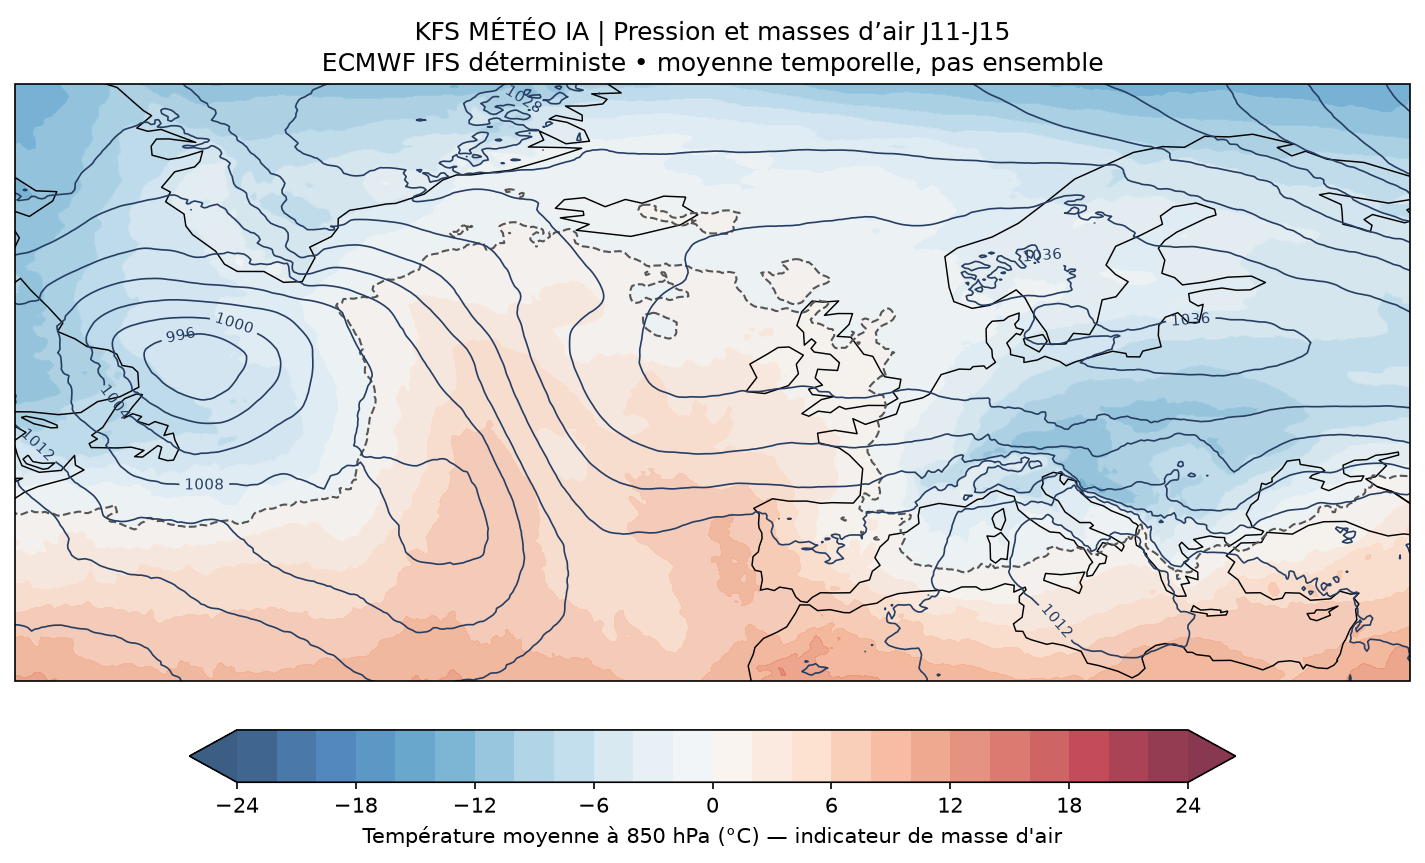 KFS MÉTÉO IA | Pression et masses d’air J11-J15
ECMWF IFS déterministe • moyenne temporelle, pas ensemble
1028
1036
1000
996
1036
1004
1012
1008
1012
−24 −18 −12 −6 0 6 12 18 24
Température moyenne à 850 hPa (°C) — indicateur de masse d'air